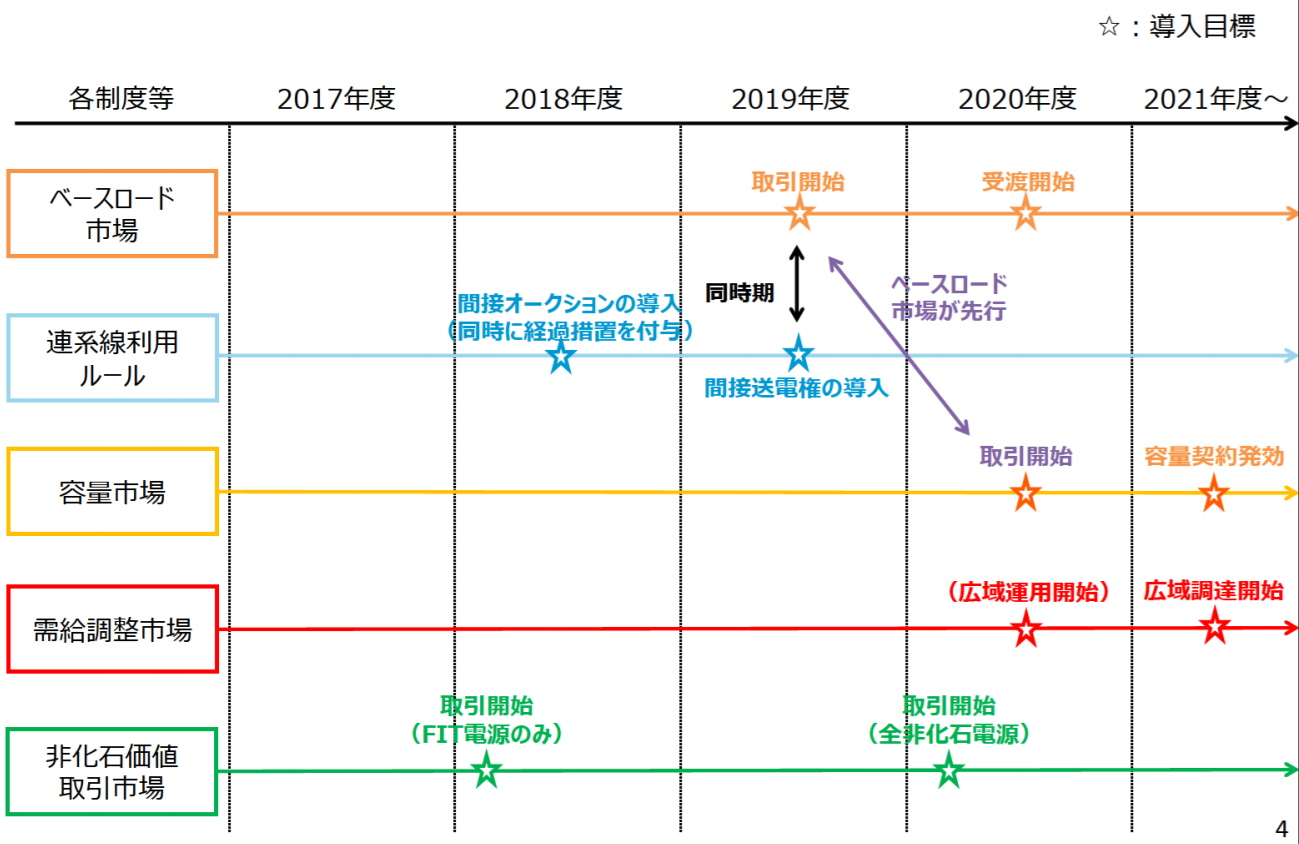 ☆：導入目標
各制度等 2017年度 2018年度 2019年度 2020年度 2021年度～
ベースロード
市場
取引開始
受渡開始
同時期
ベースロード
市場が先行
連系線利用
ルール
間接オークションの導入
（同時に経過措置を付与）
間接送電権の導入
容量市場
取引開始
容量契約発効
需給調整市場
（広域運用開始）
広域調達開始
非化石価値
取引市場
取引開始
（FIT電源のみ）
取引開始
（全非化石電源）
4